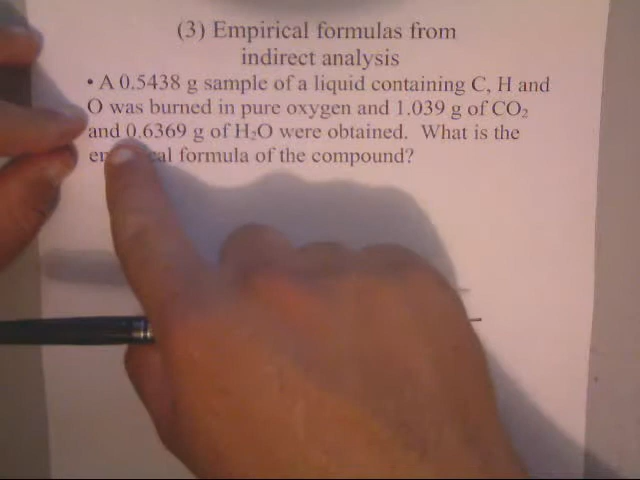 (3) Empirical formulas from
indirect analysis
• A 0.5438 g sample of a liquid containing C, H and
O was burned in pure oxygen and 1.039 g of CO₂
and 0.6369 g of H₂O were obtained. What is the
formula of the compound?